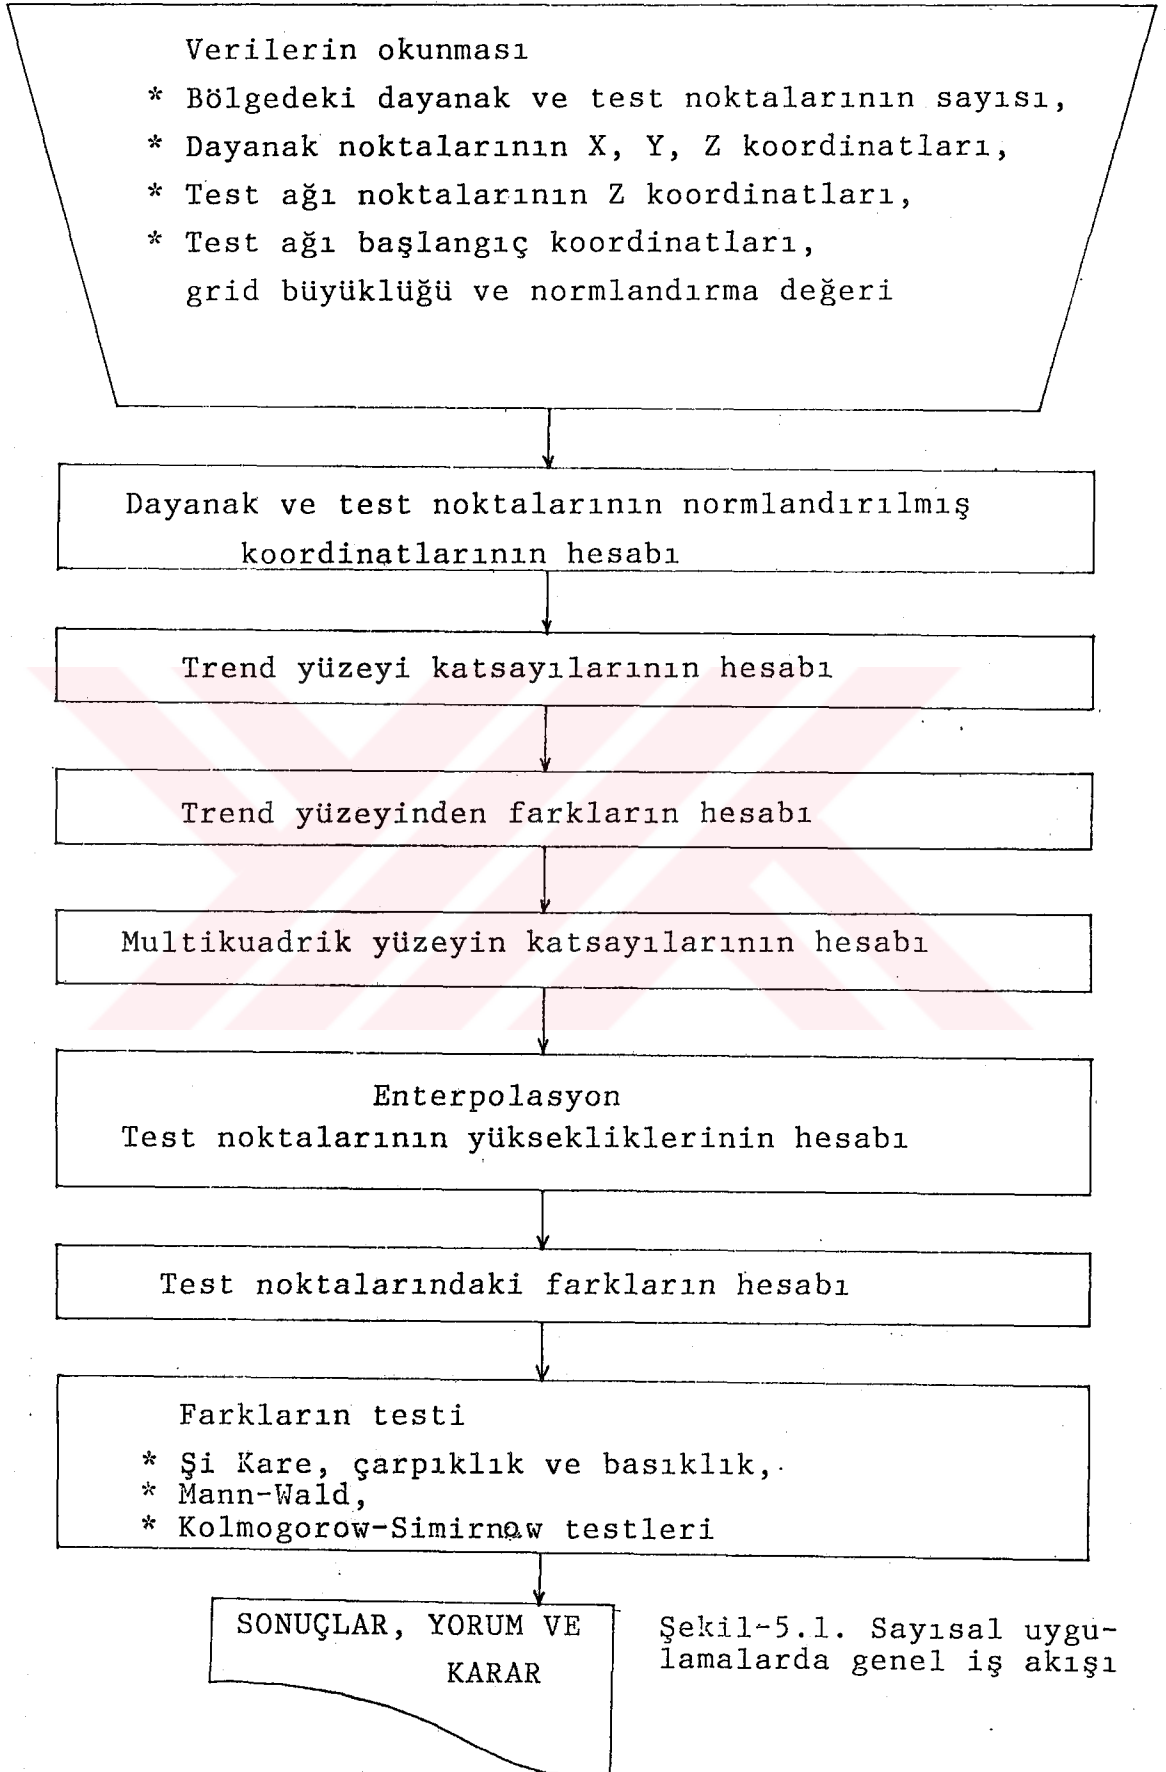 Verilerin okunması
* Bölgedeki dayanak ve test noktalarının sayısı,
* Dayanak noktalarının X, Y, Z koordinatları,
* Test ağı noktalarının Z koordinatları,
* Test ağı başlangıç koordinatları,
grid büyüklüğü ve normlandırma değeri
Dayanak ve test noktalarının normlandırılmış
koordinatlarının hesabı
Trend yüzeyi katsayılarının hesabı
Trend yüzeyinden farkların hesabı
Multikuadrik yüzeyin katsayılarının hesabı
Enterpolasyon
Test noktalarının yüksekliklerinin hesabı
Test noktalarındaki farkların hesabı
Farkların testi
* Şi Kare, çarpıklık ve basıklık,
* Mann-Wald,
* Kolmogorow-Simirnow testleri
SONUÇLAR, YORUM VE
KARAR
Şekil-5.1. Sayısal uygu-
lamalarda genel iş akışı